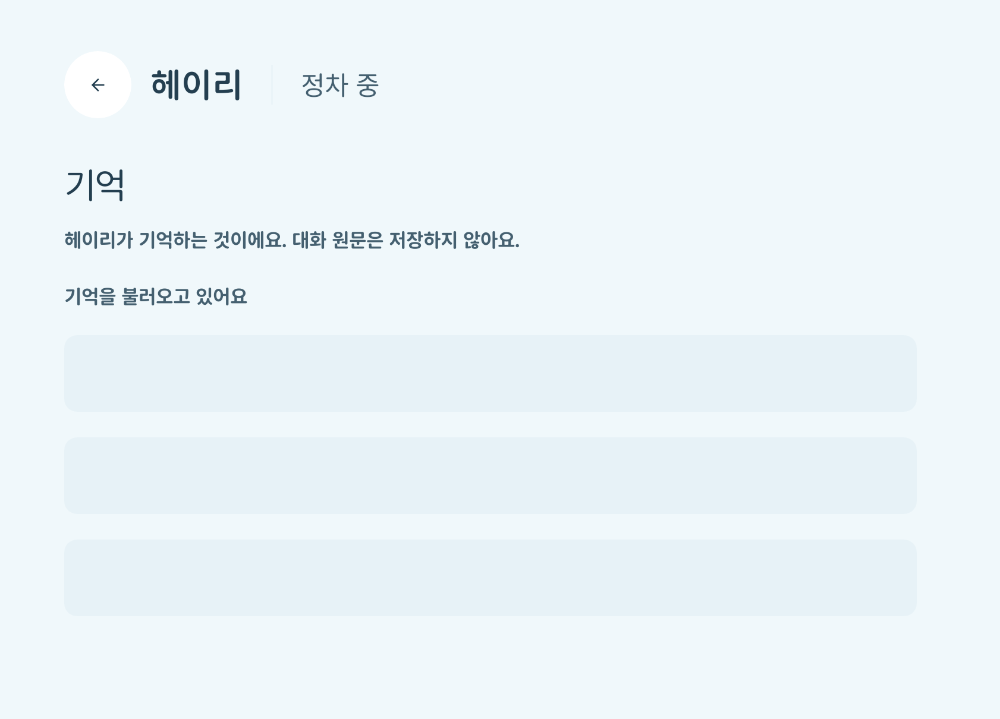 헤이리
정차 중
기억
헤이리가 기억하는 것이에요. 대화 원문은 저장하지 않아요.
기억을 불러오고 있어요